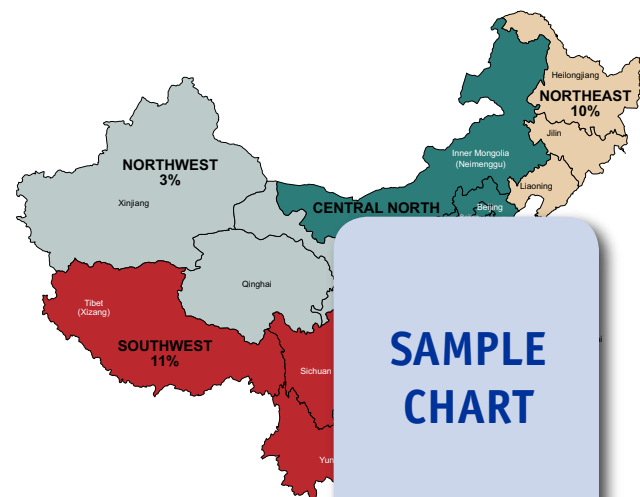 Heilongjiang
NORTHEAST
10%
Jilin
Inner Mongolia
(Neimenggu)
NORTHWEST
3%
Liaoning
Xinjiang
CENTRAL NORTH
Beijing
Qinghai
Tibet
(Xizang)
SOUTHWEST
11%
Sichuan
SAMPLE
CHART
Yun